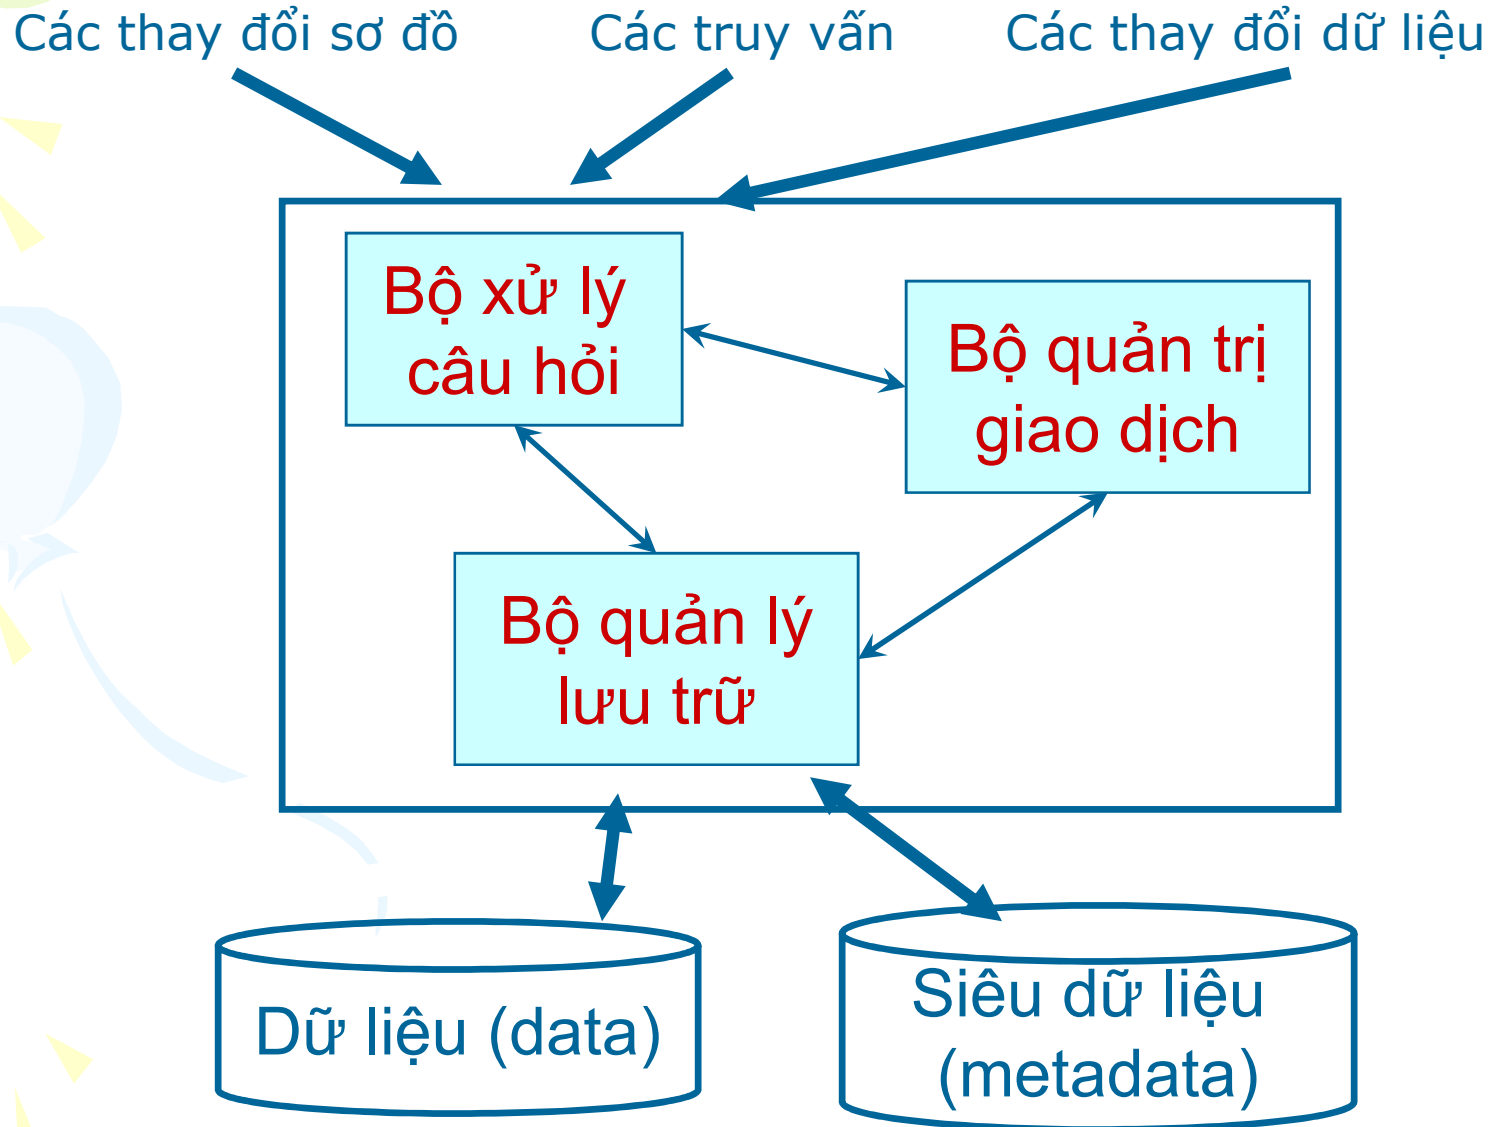 Các thay đổi sơ đồ
Các truy vấn
Các thay đổi dữ liệu
Bộ xử lý
câu hỏi
Bộ quản trị
giao dịch
Bộ quản lý
lưu trữ
Dữ liệu (data)
Siêu dữ liệu
(metadata)